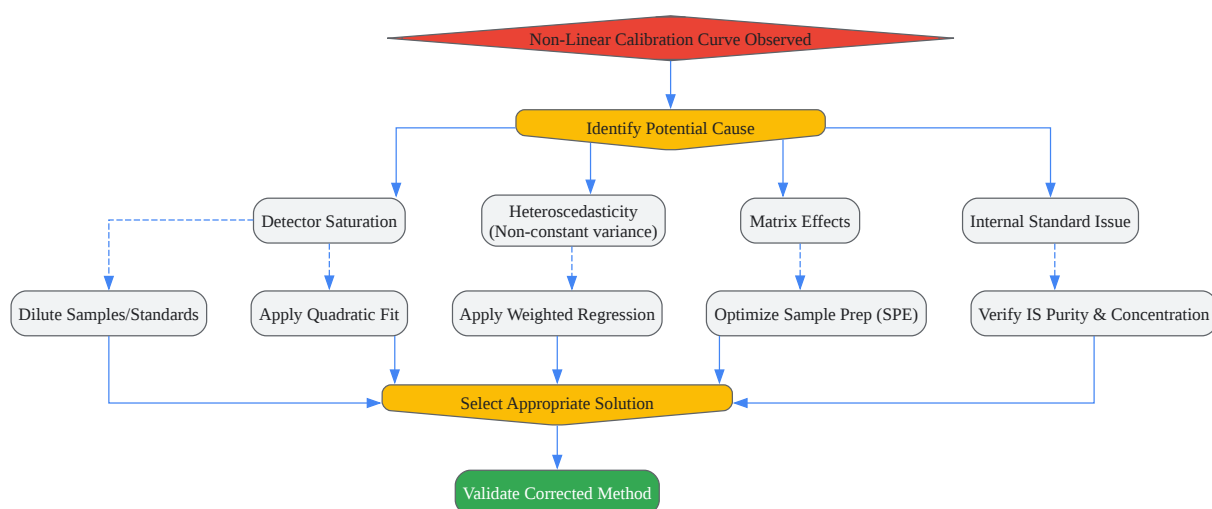 Non-Linear Calibration Curve Observed
Identify Potential Cause
Detector Saturation
Heteroscedasticity
(Non-constant variance)
Matrix Effects
Internal Standard Issue
Dilute Samples/Standards
Apply Quadratic Fit
Apply Weighted Regression
Optimize Sample Prep (SPE)
Verify IS Purity & Concentration
Select Appropriate Solution
Validate Corrected Method